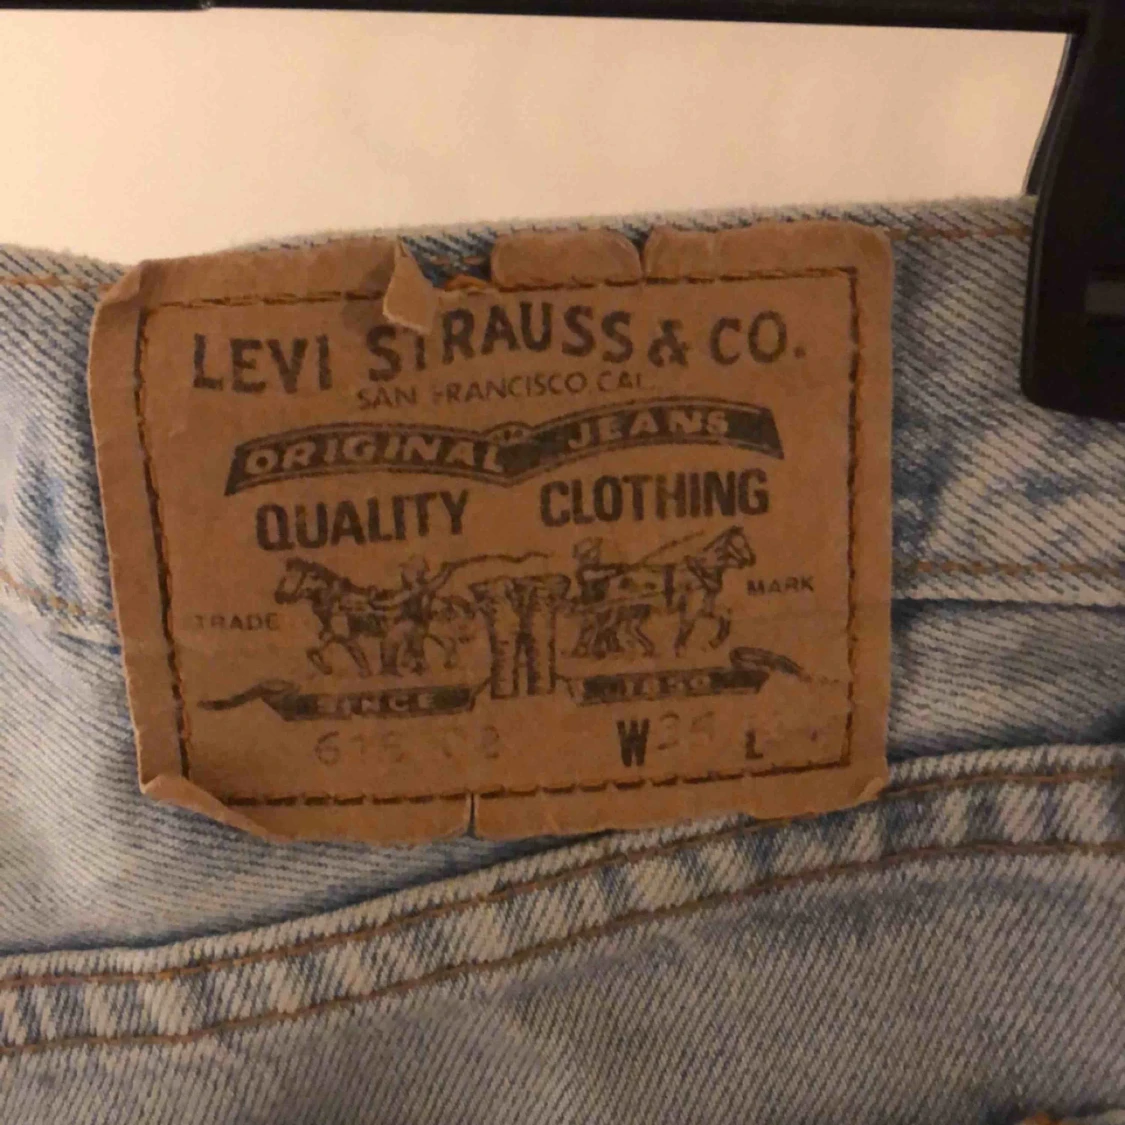 LEVI STRAUSS & CO.
SAN FRANCISCO CAL.
ORIGINAL JEANS
QUALITY CLOTHING
TRADE MARK
SINCE 1850
W L